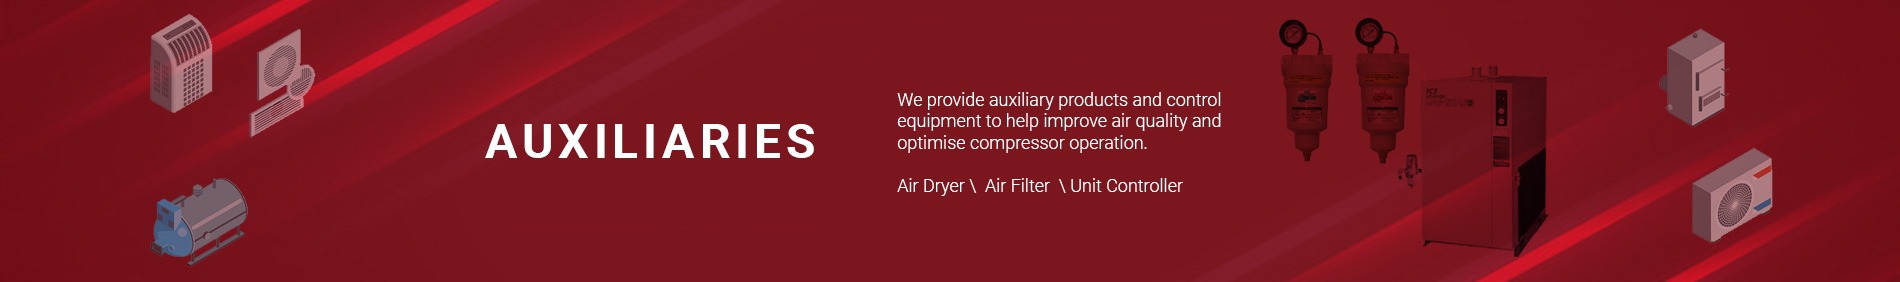 AUXILIARIES
We provide auxiliary products and control
equipment to help improve air quality and
optimise compressor operation.
Air Dryer \ Air Filter \ Unit Controller